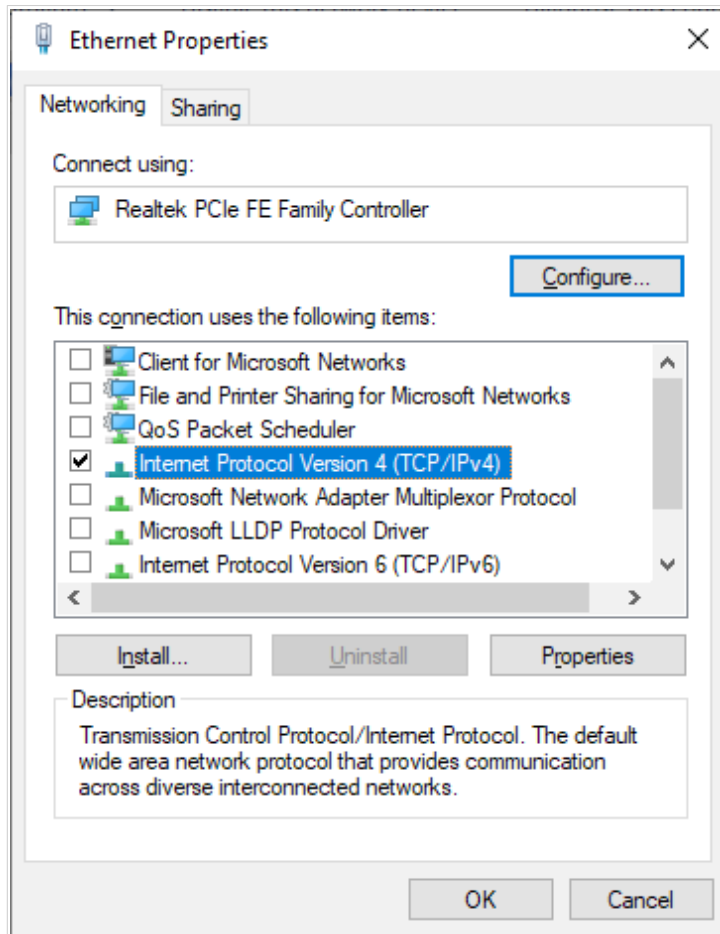 Ethernet Properties
Networking
Sharing
Connect using:
Realtek PCIe FE Family Controller
Configure...
This connection uses the following items:
Client for Microsoft Networks
File and Printer Sharing for Microsoft Networks
QoS Packet Scheduler
Internet Protocol Version 4 (TCP/IPv4)
Microsoft Network Adapter Multiplexor Protocol
Microsoft LLDP Protocol Driver
Internet Protocol Version 6 (TCP/IPv6)
Install...
Uninstall
Properties
Description
Transmission Control Protocol/Internet Protocol. The default
wide area network protocol that provides communication
across diverse interconnected networks.
OK
Cancel